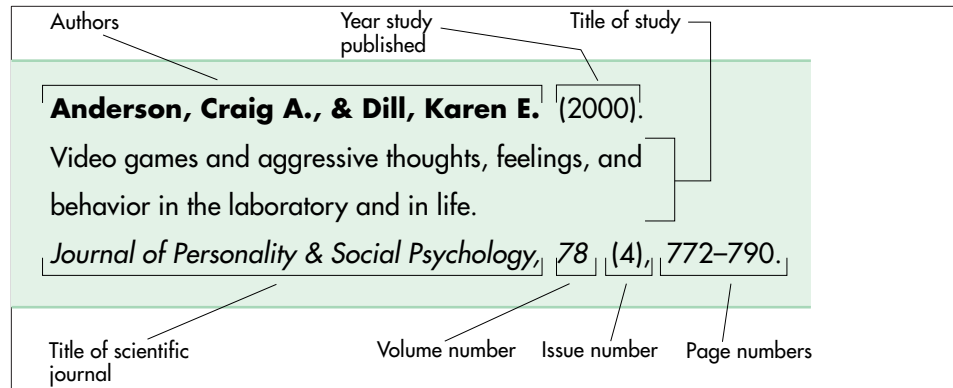 Authors
Year study
published
Title of study
Anderson, Craig A., & Dill, Karen E. (2000).
Video games and aggressive thoughts, feelings, and
behavior in the laboratory and in life.
Journal of Personality & Social Psychology, 78 (4), 772–790.
Title of scientific
journal
Volume number
Issue number
Page numbers